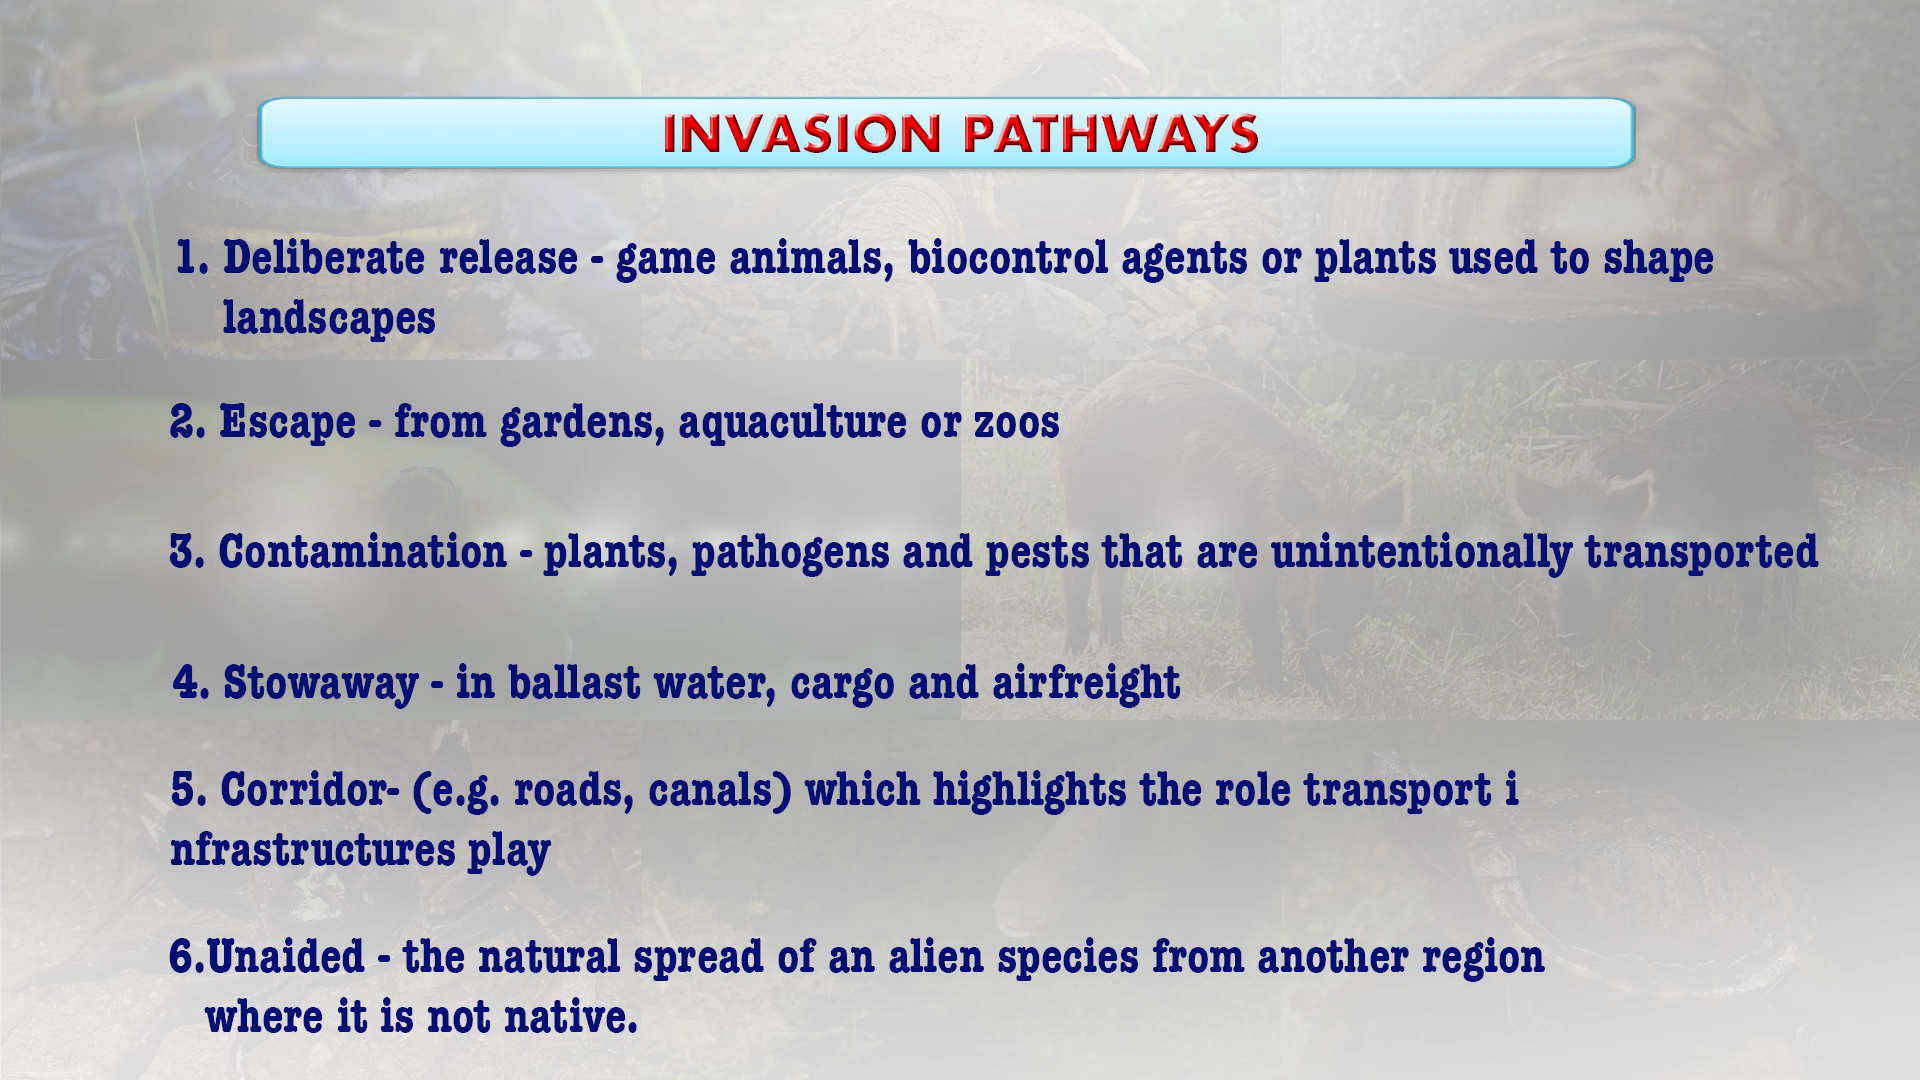 INVASION PATHWAYS
1. Deliberate release - game animals, biocontrol agents or plants used to shape
landscapes
2. Escape - from gardens, aquaculture or zoos
3. Contamination - plants, pathogens and pests that are unintentionally transported
4. Stowaway - in ballast water, cargo and airfreight
5. Corridor- (e.g. roads, canals) which highlights the role transport i
nfrastructures play
6.Unaided - the natural spread of an alien species from another region
where it is not native.